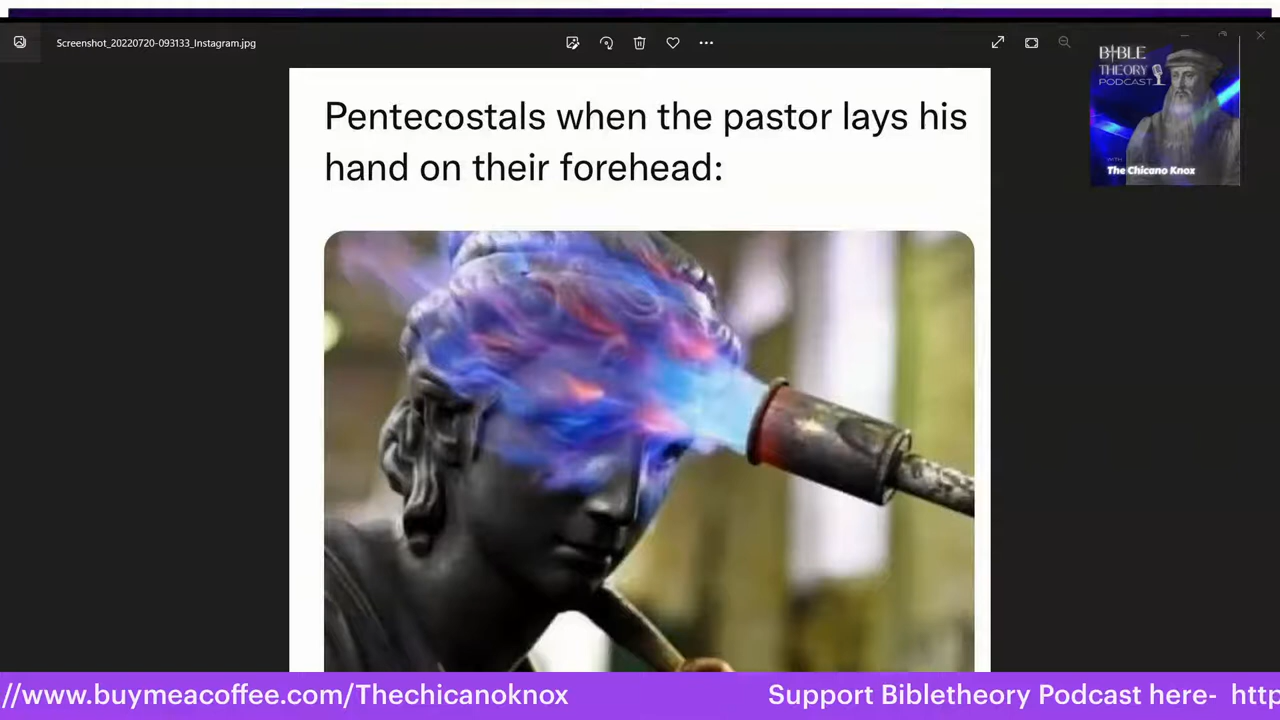 Screenshot_20220720-093133_Instagram.jpg
BIBLE
THEORY
PODCAST
WITH
The Chicano Knox
Pentecostals when the pastor lays his
hand on their forehead:
//www.buymeacoffee.com/Thechicanoknox Support Bibletheory Podcast here- http